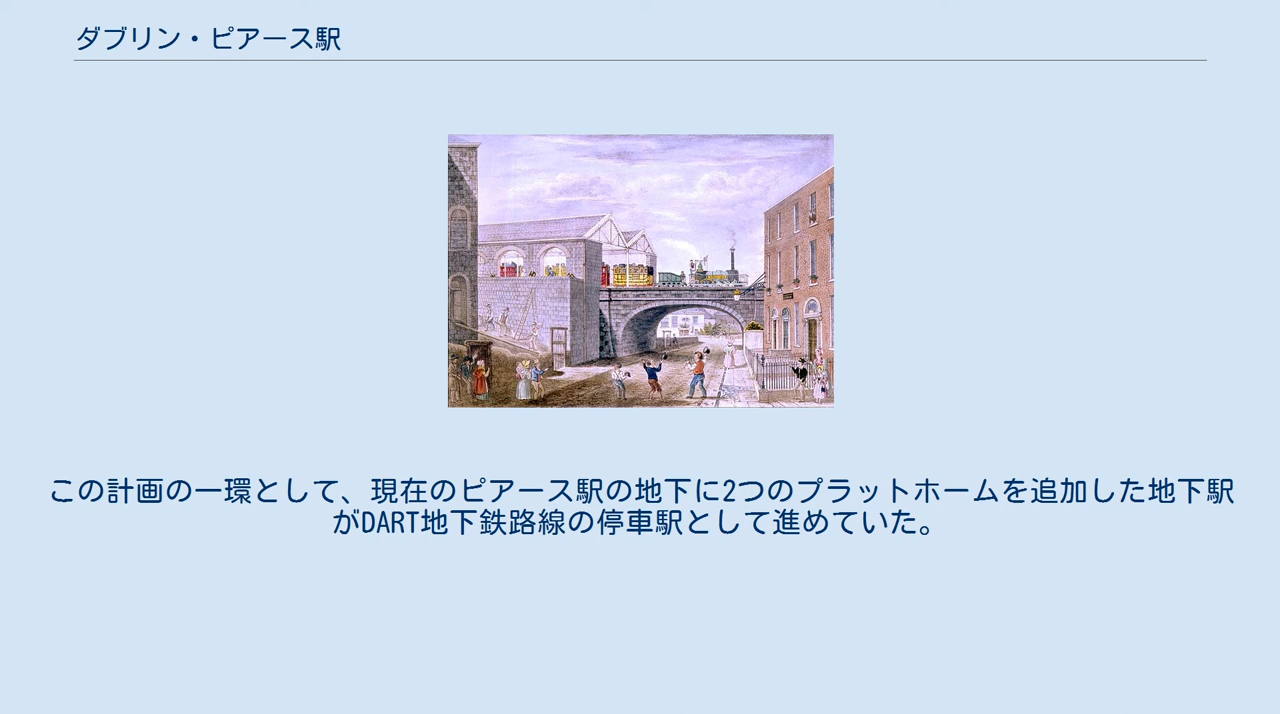 ダブリン・ピアース駅
この計画の一環として、現在のピアース駅の地下に2つのプラットホームを追加した地下駅
がDART地下鉄路線の停車駅として進めていた。